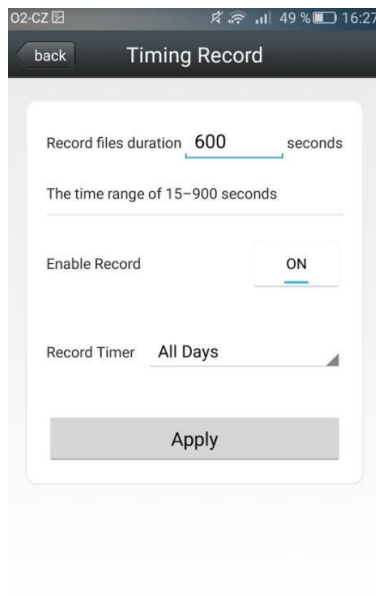 O2-CZ 49 % 16:27
back Timing Record
Record files duration 600 seconds
The time range of 15–900 seconds
Enable Record ON
Record Timer All Days
Apply